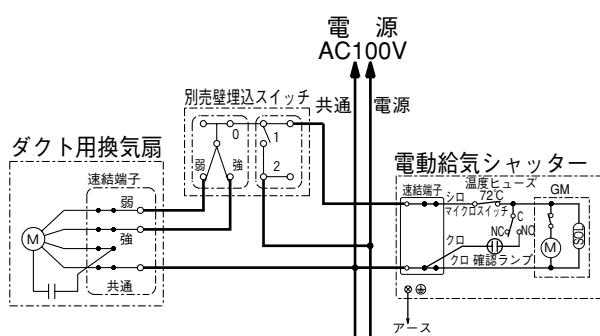 電 源
AC100V
別売壁埋込スイッチ
共通
電源
0
1
弱
強
2
ダクト用換気扇
速結端子
弱
強
共通
M
電動給気シャッター
速結端子
温度ヒューズ
72℃
シロ
マイクロスイッチ
GM
C
NC
NO
クロ
M
SOL
クロ
確認ランプ
アース